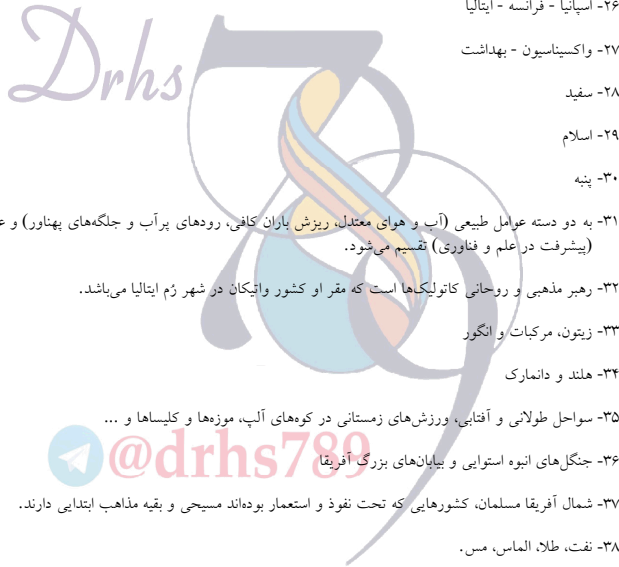 ۲۶- اسپانیا - فرانسه - ایتالیا
Drhs
۲۷- واکسیناسیون - بهداشت
۲۸- سفید
۲۹- اسلام
۳۰- پنبه
۳۱- به دو دسته عوامل طبیعی (آب و هوای معتدل، ریزش باران کافی، رودهای پرآب و جلگه‌های پهناور) و
(پیشرفت در علم و فناوری) تقسیم می‌شود.
۳۲- رهبر مذهبی و روحانی کاتولیک‌ها است که مقر او کشور واتیکان در شهر رُم ایتالیا می‌باشد.
۳۳- زیتون، مرکبات و انگور
۳۴- هلند و دانمارک
۳۵- سواحل طولانی و آفتابی، ورزش‌های زمستانی در کوه‌های آلپ، موزه‌ها و کلیساها و ...
@drhs789
۳۶- جنگل‌های انبوه استوایی و بیابان‌های بزرگ آفریقا
۳۷- شمال آفریقا مسلمان، کشورهایی که تحت نفوذ و استعمار بوده‌اند مسیحی و بقیه مذاهب ابتدایی دارند.
۳۸- نفت، طلا، الماس، مس.